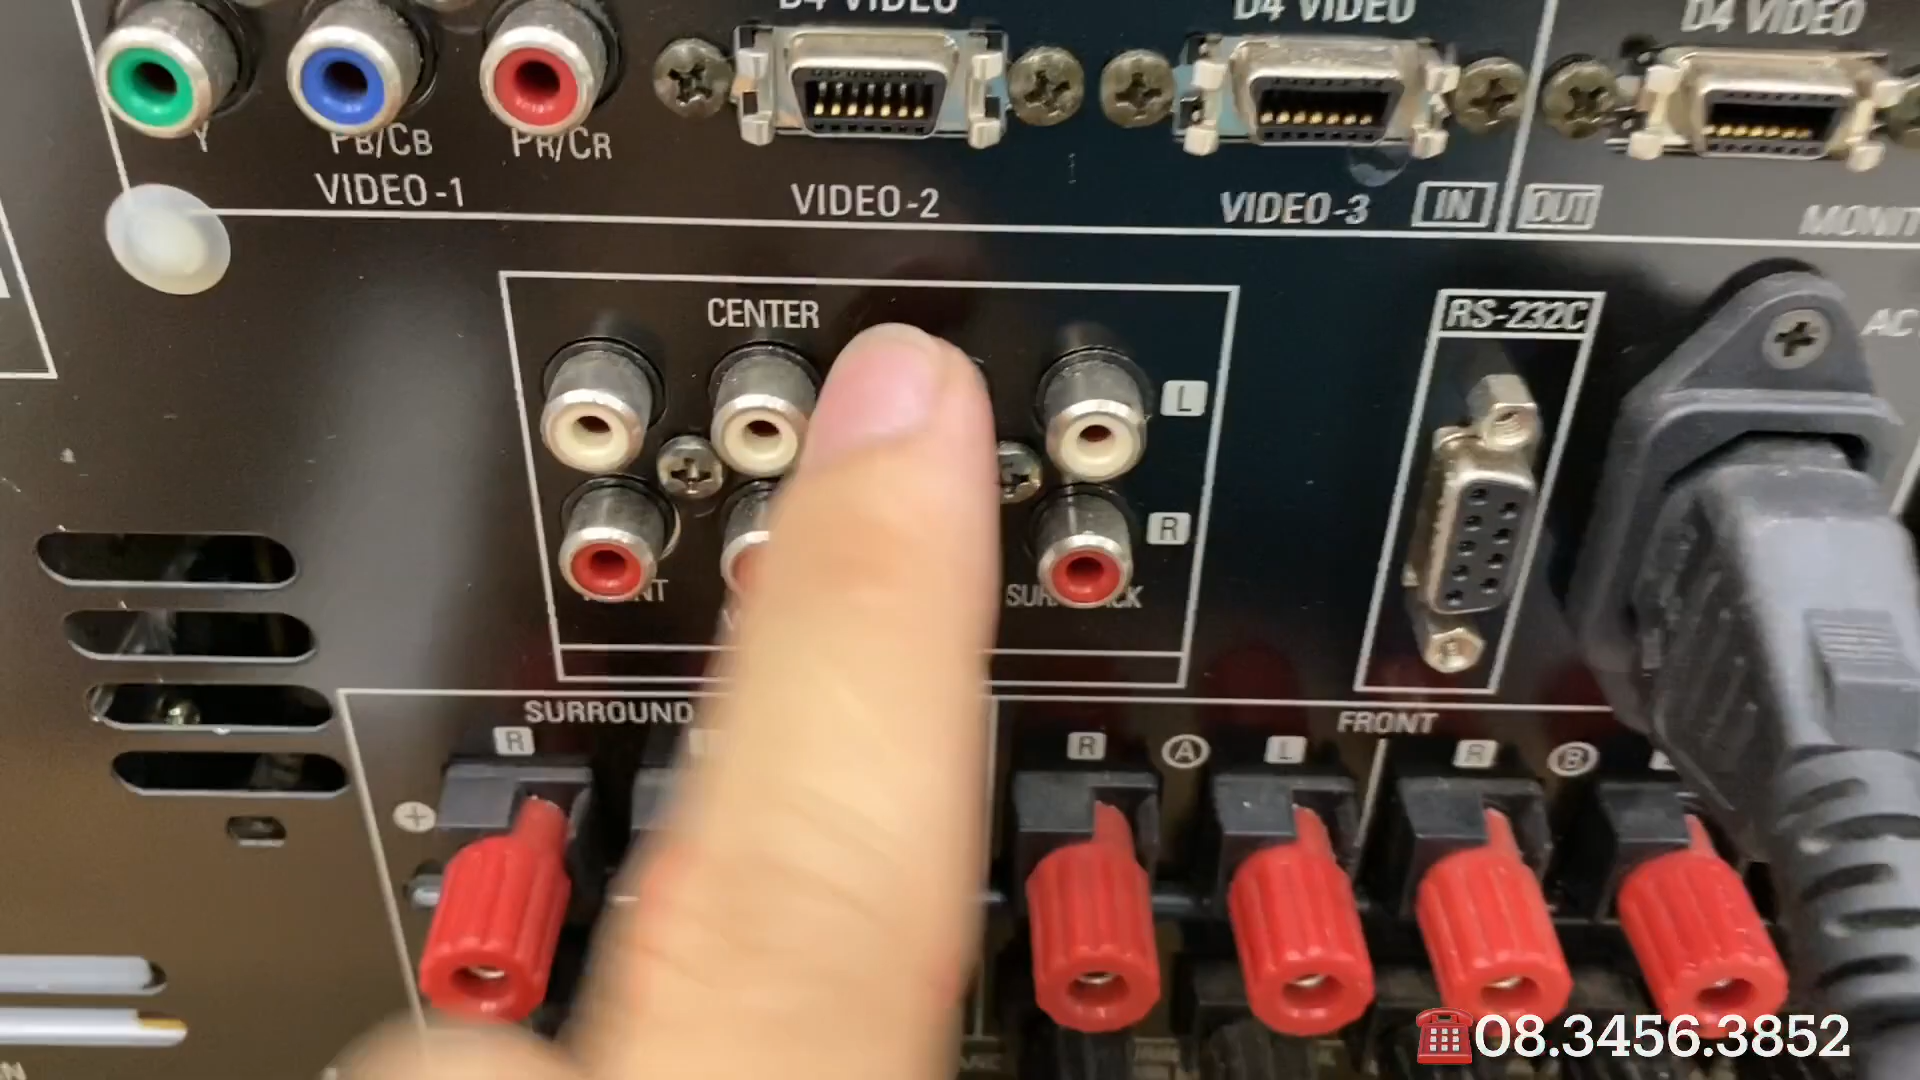 D4 VIDEO
D4 VIDEO
D4 VIDEO
Y
PB/CB
PR/CR
VIDEO-1
VIDEO-2
VIDEO-3
IN
OUT
CENTER
L
R
RS-232C
AC
SURROUND
R
FRONT
R
A
L
R
B
+
☎08.3456.3852